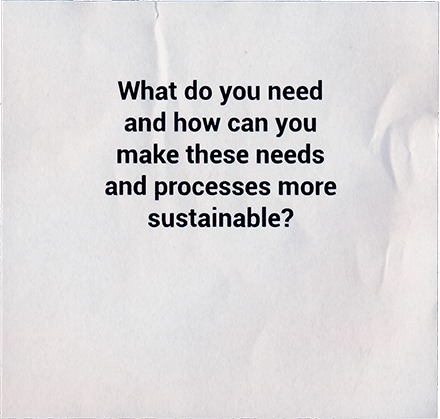 What do you need
and how can you
make these needs
and processes more
sustainable?